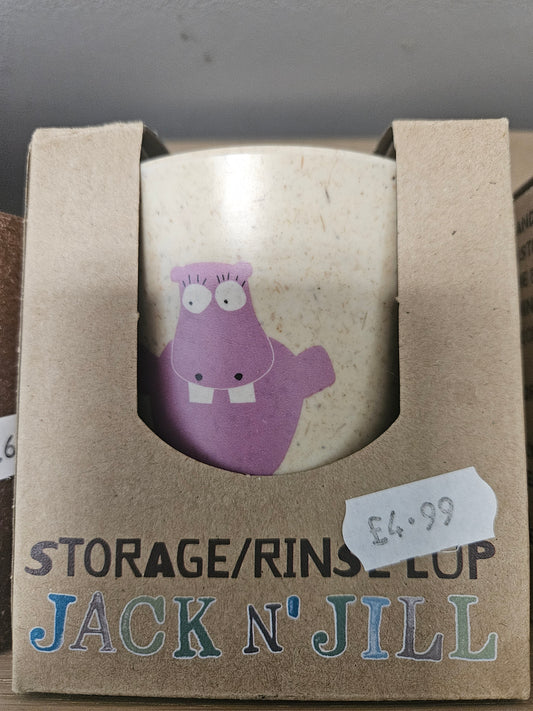 £4.99
STORAGE/RINSE CUP
JACK N' JILL